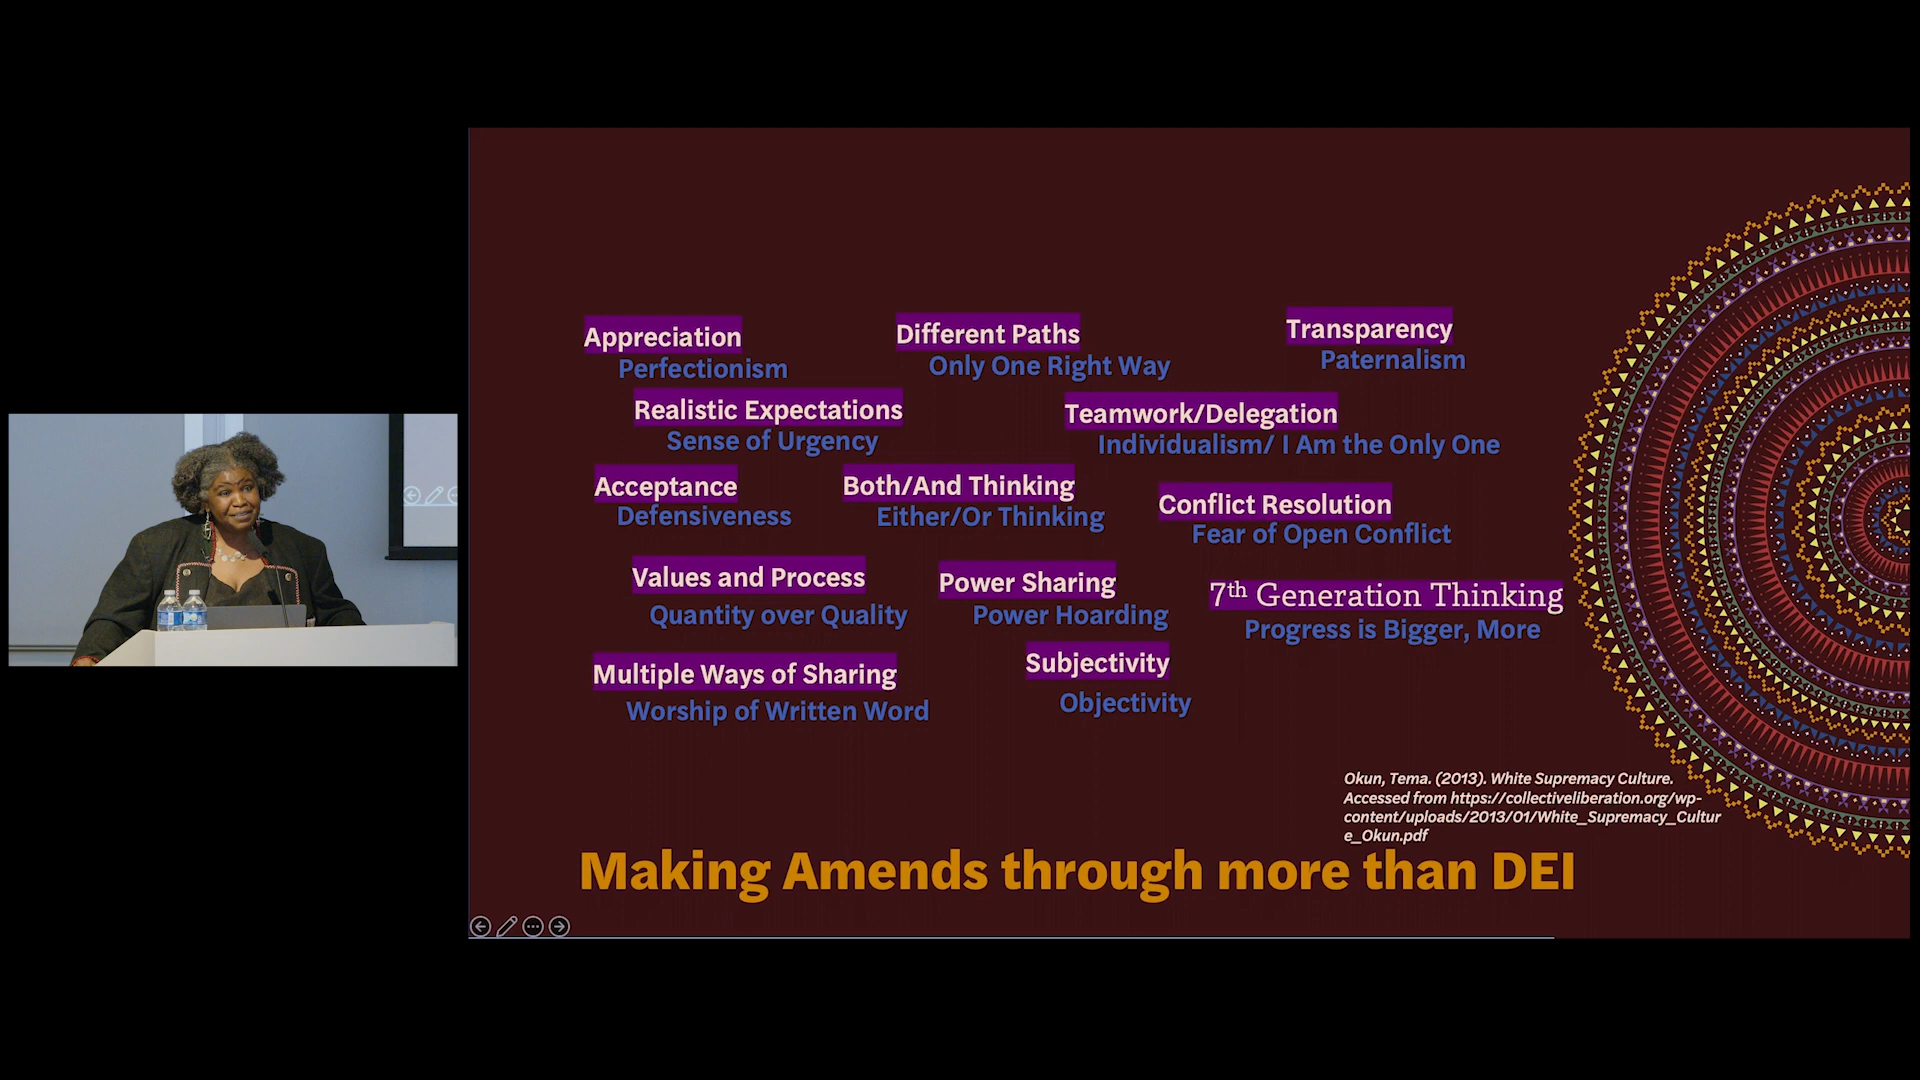 Appreciation
Perfectionism
Different Paths
Only One Right Way
Transparency
Paternalism
Realistic Expectations
Sense of Urgency
Teamwork/Delegation
Individualism/ I Am the Only One
Acceptance
Defensiveness
Both/And Thinking
Either/Or Thinking
Conflict Resolution
Fear of Open Conflict
Values and Process
Quantity over Quality
Power Sharing
Power Hoarding
7th Generation Thinking
Progress is Bigger, More
Multiple Ways of Sharing
Worship of Written Word
Subjectivity
Objectivity
Okun, Tema. (2013). White Supremacy Culture.
Accessed from https://collectiveliberation.org/wp-
content/uploads/2013/01/White_Supremacy_Cultur
e_Okun.pdf
Making Amends through more than DEI